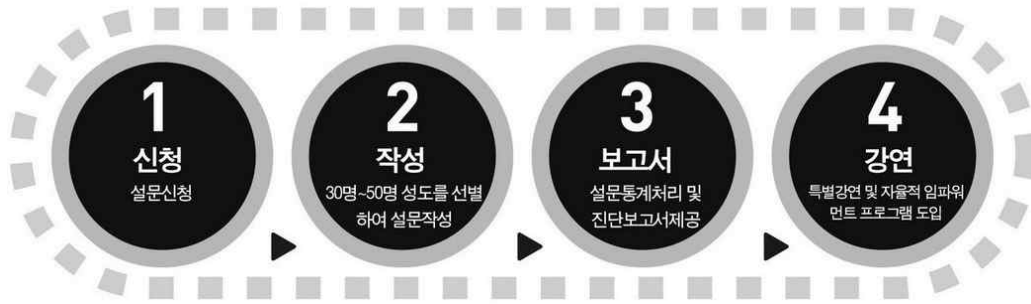 1
신청
설문신청
2
작성
30명~50명 성도를 선별
하여 설문작성
3
보고서
설문통계처리 및
진단보고서제공
4
강연
특별강연 및 자율적 임파워
먼트 프로그램 도입